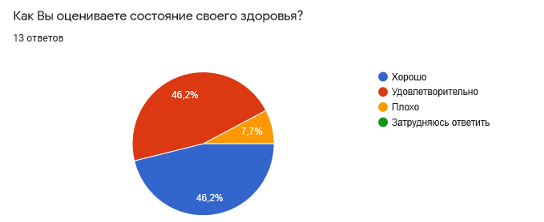 Как Вы оцениваете состояние своего здоровья?
13 ответов
46,2%
7,7%
46,2%
Хорошо
Удовлетворительно
Плохо
Затрудняюсь ответить